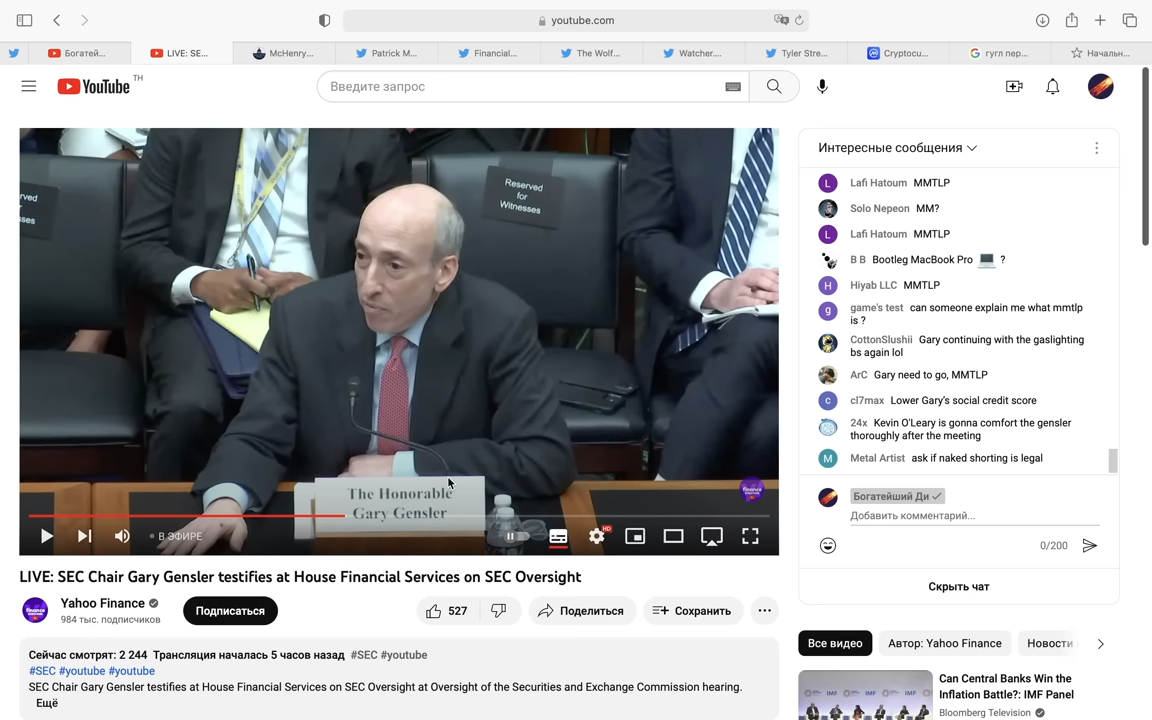 youtube.com
Богатей...
LIVE: SE...
McHenry...
Patrick M...
Financial...
The Wolf...
Watcher....
Tyler Stre...
Cryptocu...
гугл пер...
Начальн...
YouTube TH
Введите запрос
Reserved
for
Witnesses
rved
sses
The Honorable
Gary Gensler
finance
HD
В ЭФИРЕ
LIVE: SEC Chair Gary Gensler testifies at House Financial Services on SEC Oversight
Yahoo Finance
984 тыс. подписчиков
Подписаться
527
Поделиться
Сохранить
Сейчас смотрят: 2 244 Трансляция началась 5 часов назад #SEC #youtube
#SEC #youtube #youtube
SEC Chair Gary Gensler testifies at House Financial Services on SEC Oversight at Oversight of the Securities and Exchange Commission hearing.
Ещё
Интересные сообщения
L Lafi Hatoum MMTLP
Solo Nepeon MM?
L Lafi Hatoum MMTLP
B B Bootleg MacBook Pro 💻 ?
H Hiyab LLC MMTLP
g game's test can someone explain me what mmtlp
is ?
CottonSlushii Gary continuing with the gaslighting
bs again lol
ArC Gary need to go, MMTLP
c cl7max Lower Gary's social credit score
24x Kevin O'Leary is gonna comfort the gensler
thoroughly after the meeting
M Metal Artist ask if naked shorting is legal
Богатейший Ди
Добавить комментарий...
0/200
Скрыть чат
Все видео
Автор: Yahoo Finance
Новости
IMF IMF IMF
Can Central Banks Win the
Inflation Battle?: IMF Panel
Bloomberg Television